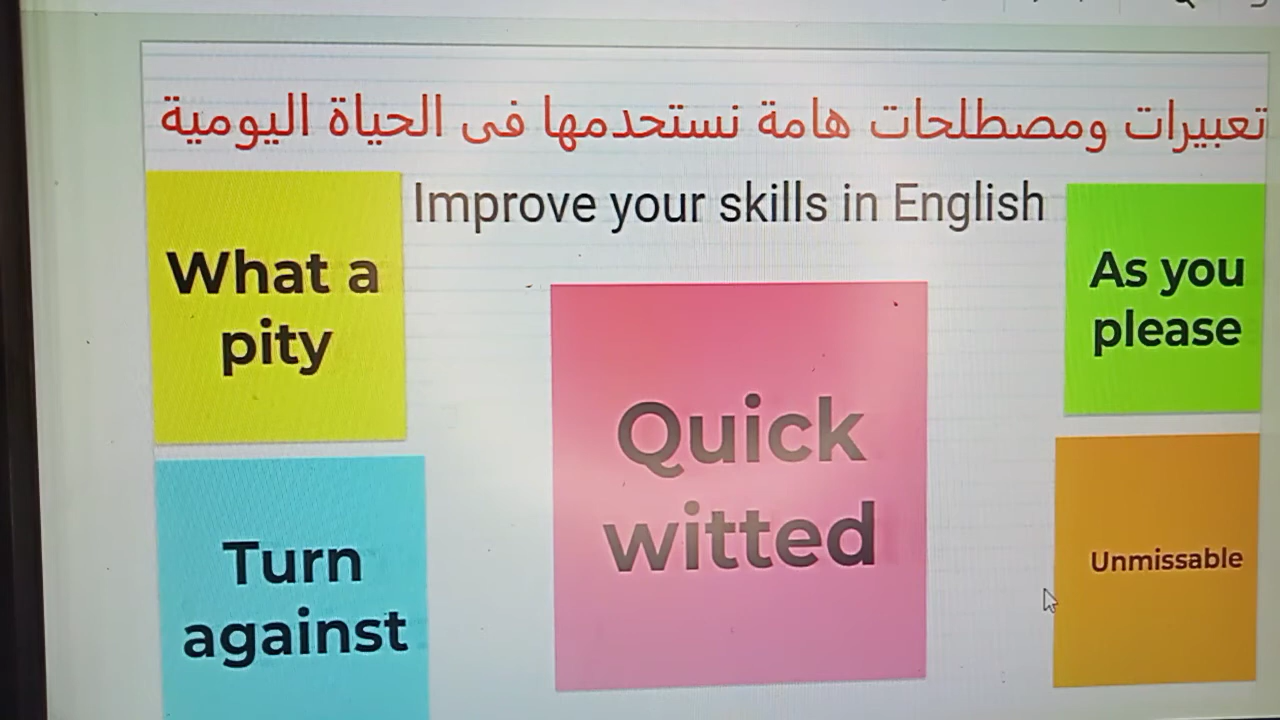 تعبيرات ومصطلحات هامة نستحدمها فى الحياة اليومية
Improve your skills in English
What a
pity
As you
please
Quick
witted
Turn
against
Unmissable